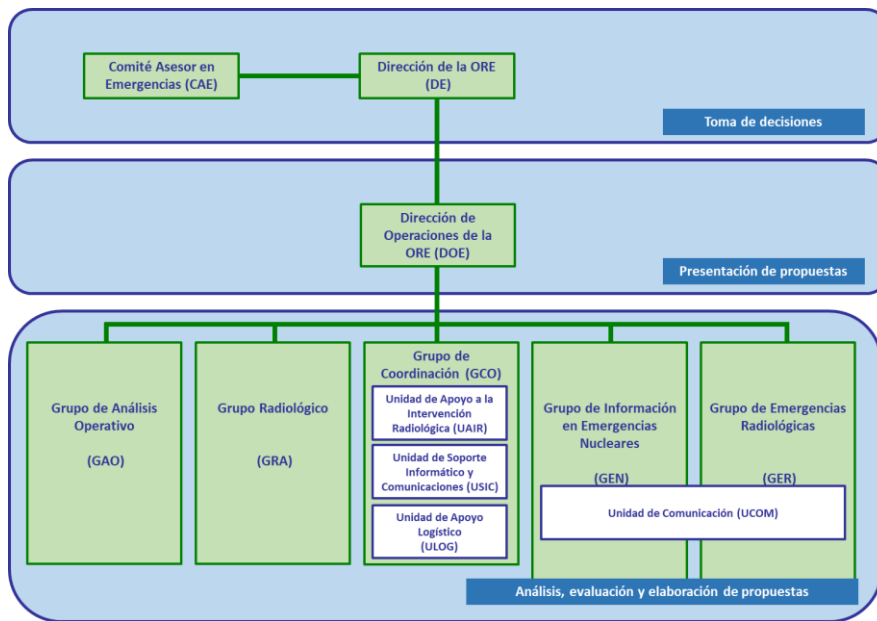 Comité Asesor en
Emergencias (CAE)
Dirección de la ORE
(DE)
Toma de decisiones
Dirección de
Operaciones de la
ORE (DOE)
Presentación de propuestas
Grupo de Análisis
Operativo
(GAO)
Grupo Radiológico
(GRA)
Grupo de
Coordinación (GCO)
Unidad de Apoyo a la
Intervención
Radiológica (UAIR)
Unidad de Soporte
Informático y
Comunicaciones (USIC)
Unidad de Apoyo
Logístico
(ULOG)
Grupo de Información
en Emergencias
Nucleares
(GEN)
Grupo de Emergencias
Radiológicas
(GER)
Unidad de Comunicación (UCOM)
Análisis, evaluación y elaboración de propuestas